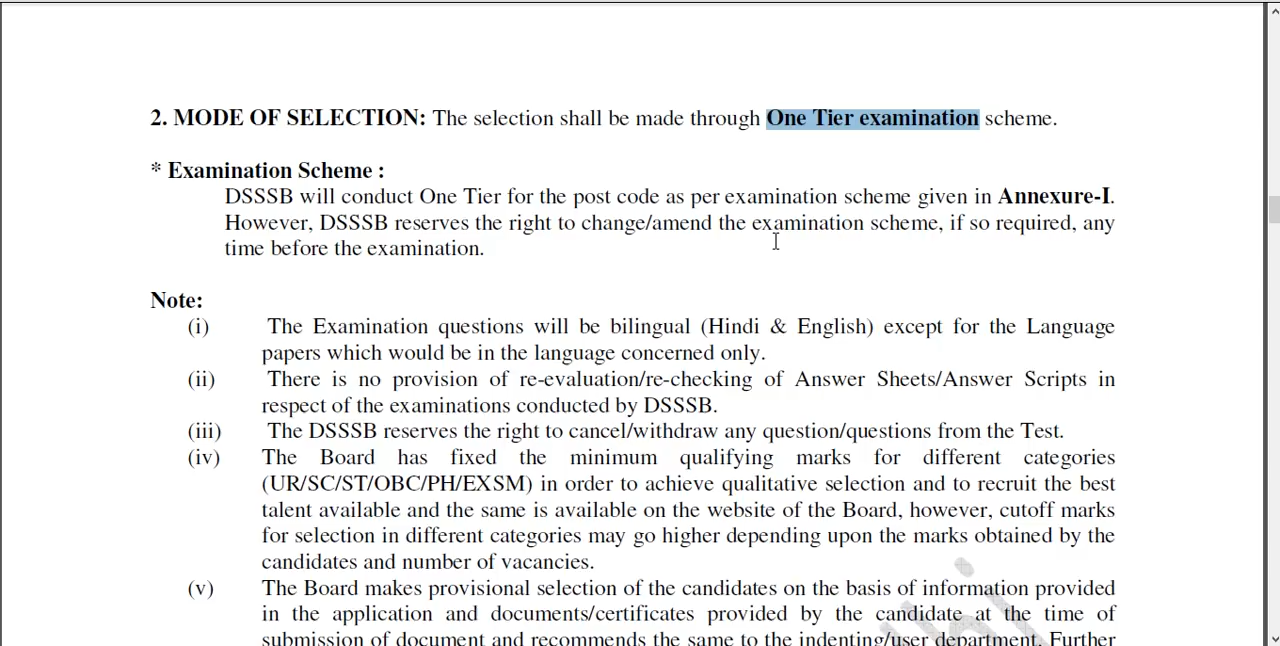 2. MODE OF SELECTION: The selection shall be made through One Tier examination scheme.
* Examination Scheme :
DSSSB will conduct One Tier for the post code as per examination scheme given in Annexure-I.
However, DSSSB reserves the right to change/amend the examination scheme, if so required, any
time before the examination.
Note:
(i) The Examination questions will be bilingual (Hindi & English) except for the Language
papers which would be in the language concerned only.
(ii) There is no provision of re-evaluation/re-checking of Answer Sheets/Answer Scripts in
respect of the examinations conducted by DSSSB.
(iii) The DSSSB reserves the right to cancel/withdraw any question/questions from the Test.
(iv) The Board has fixed the minimum qualifying marks for different categories
(UR/SC/ST/OBC/PH/EXSM) in order to achieve qualitative selection and to recruit the best
talent available and the same is available on the website of the Board, however, cutoff marks
for selection in different categories may go higher depending upon the marks obtained by the
candidates and number of vacancies.
(v) The Board makes provisional selection of the candidates on the basis of information provided
in the application and documents/certificates provided by the candidate at the time of
submission of document and recommends the same to the indenting/user department. Further